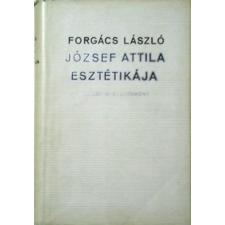 FORGÁCS LÁSZLÓ
JÓZSEF ATTILA
ESZTÉTIKÁJA